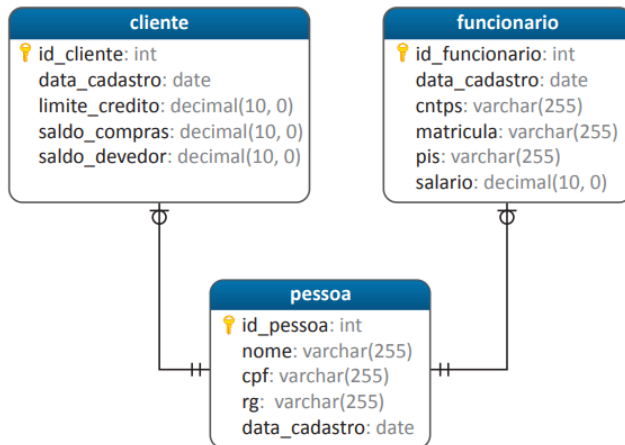 cliente
id_cliente: int
data_cadastro: date
limite_credito: decimal(10, 0)
saldo_compras: decimal(10, 0)
saldo_devedor: decimal(10, 0)
funcionario
id_funcionario: int
data_cadastro: date
cntps: varchar(255)
matricula: varchar(255)
pis: varchar(255)
salario: decimal(10, 0)
pessoa
id_pessoa: int
nome: varchar(255)
cpf: varchar(255)
rg: varchar(255)
data_cadastro: date